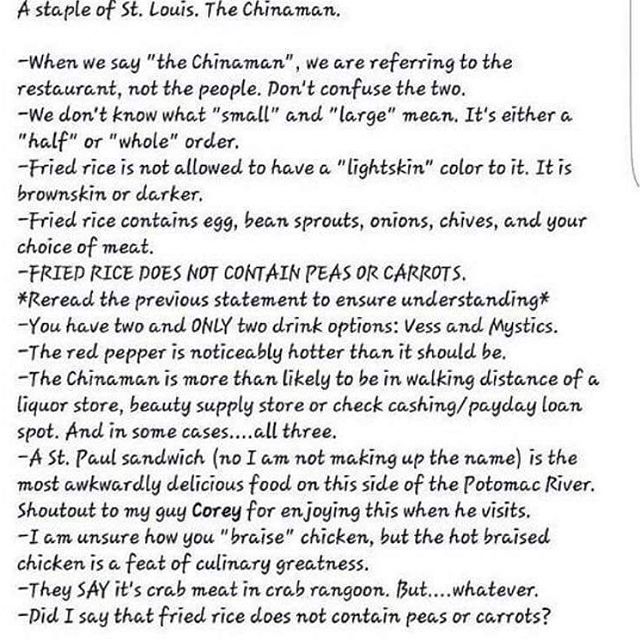 A staple of St. Louis. The Chinaman.
-When we say "the Chinaman", we are referring to the
restaurant, not the people. Don't confuse the two.
-We don't know what "small" and "large" mean. It's either a
"half" or "whole" order.
-Fried rice is not allowed to have a "lightskin" color to it. It is
brownskin or darker.
-Fried rice contains egg, bean sprouts, onions, chives, and your
choice of meat.
-FRIED RICE DOES NOT CONTAIN PEAS OR CARROTS.
*Reread the previous statement to ensure understanding*
-You have two and ONLY two drink options: Vess and Mystics.
-The red pepper is noticeably hotter than it should be.
-The Chinaman is more than likely to be in walking distance of a
liquor store, beauty supply store or check cashing/payday loan
spot. And in some cases....all three.
-A St. Paul sandwich (no I am not making up the name) is the
most awkwardly delicious food on this side of the Potomac River.
Shoutout to my guy Corey for enjoying this when he visits.
-I am unsure how you "braise" chicken, but the hot braised
chicken is a feat of culinary greatness.
-They SAY it's crab meat in crab rangoon. But....whatever.
-Did I say that fried rice does not contain peas or carrots?